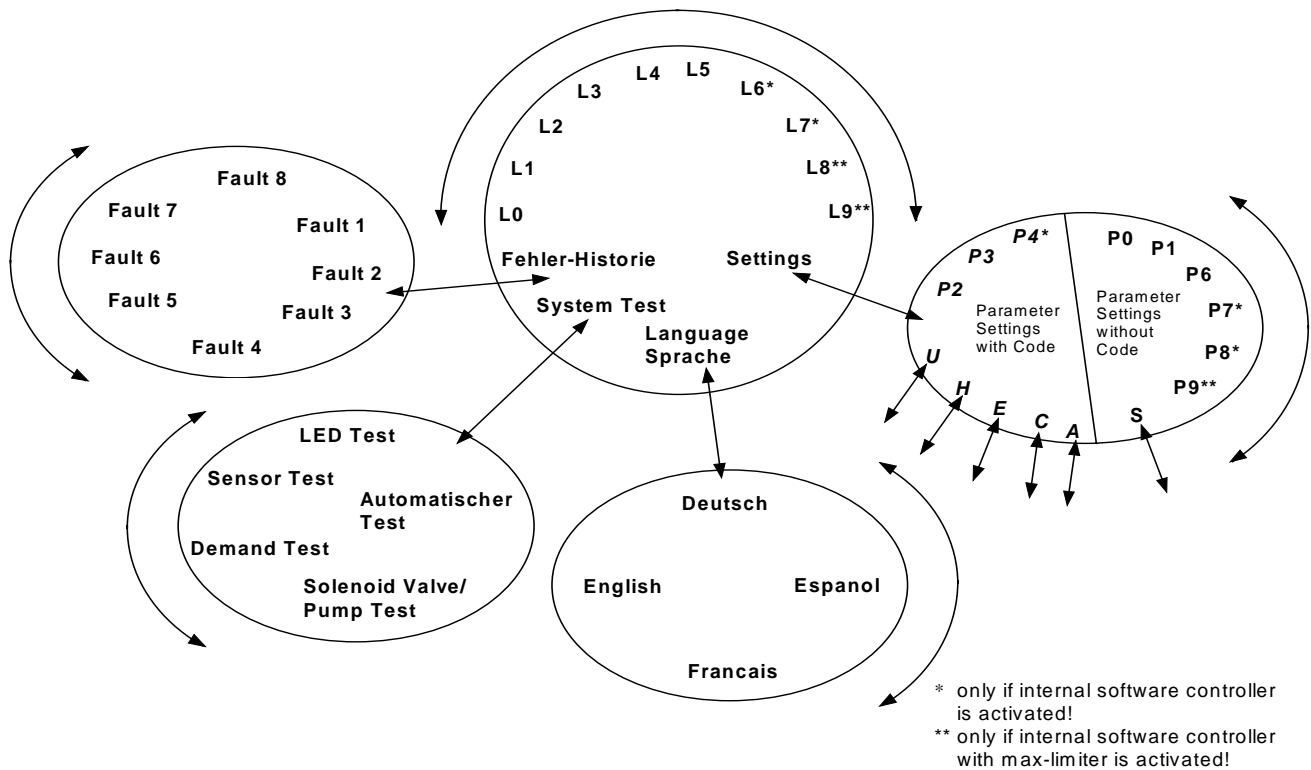 L0
L1
L2
L3
L4
L5
L6*
L7*
L8**
L9**
Fehler-Historie
Settings
System Test
Language
Sprache
Fault 8
Fault 7
Fault 1
Fault 6
Fault 2
Fault 5
Fault 3
Fault 4
P4*
P3
P2
Parameter
Settings
with Code
U
H
E
C
A
P0
P1
P6
P7*
P8*
P9**
Parameter
Settings
without
Code
S
LED Test
Sensor Test
Automatischer
Test
Demand Test
Solenoid Valve/
Pump Test
Deutsch
English
Espanol
Francais
* only if internal software controller
is activated!
** only if internal software controller
with max-limiter is activated!